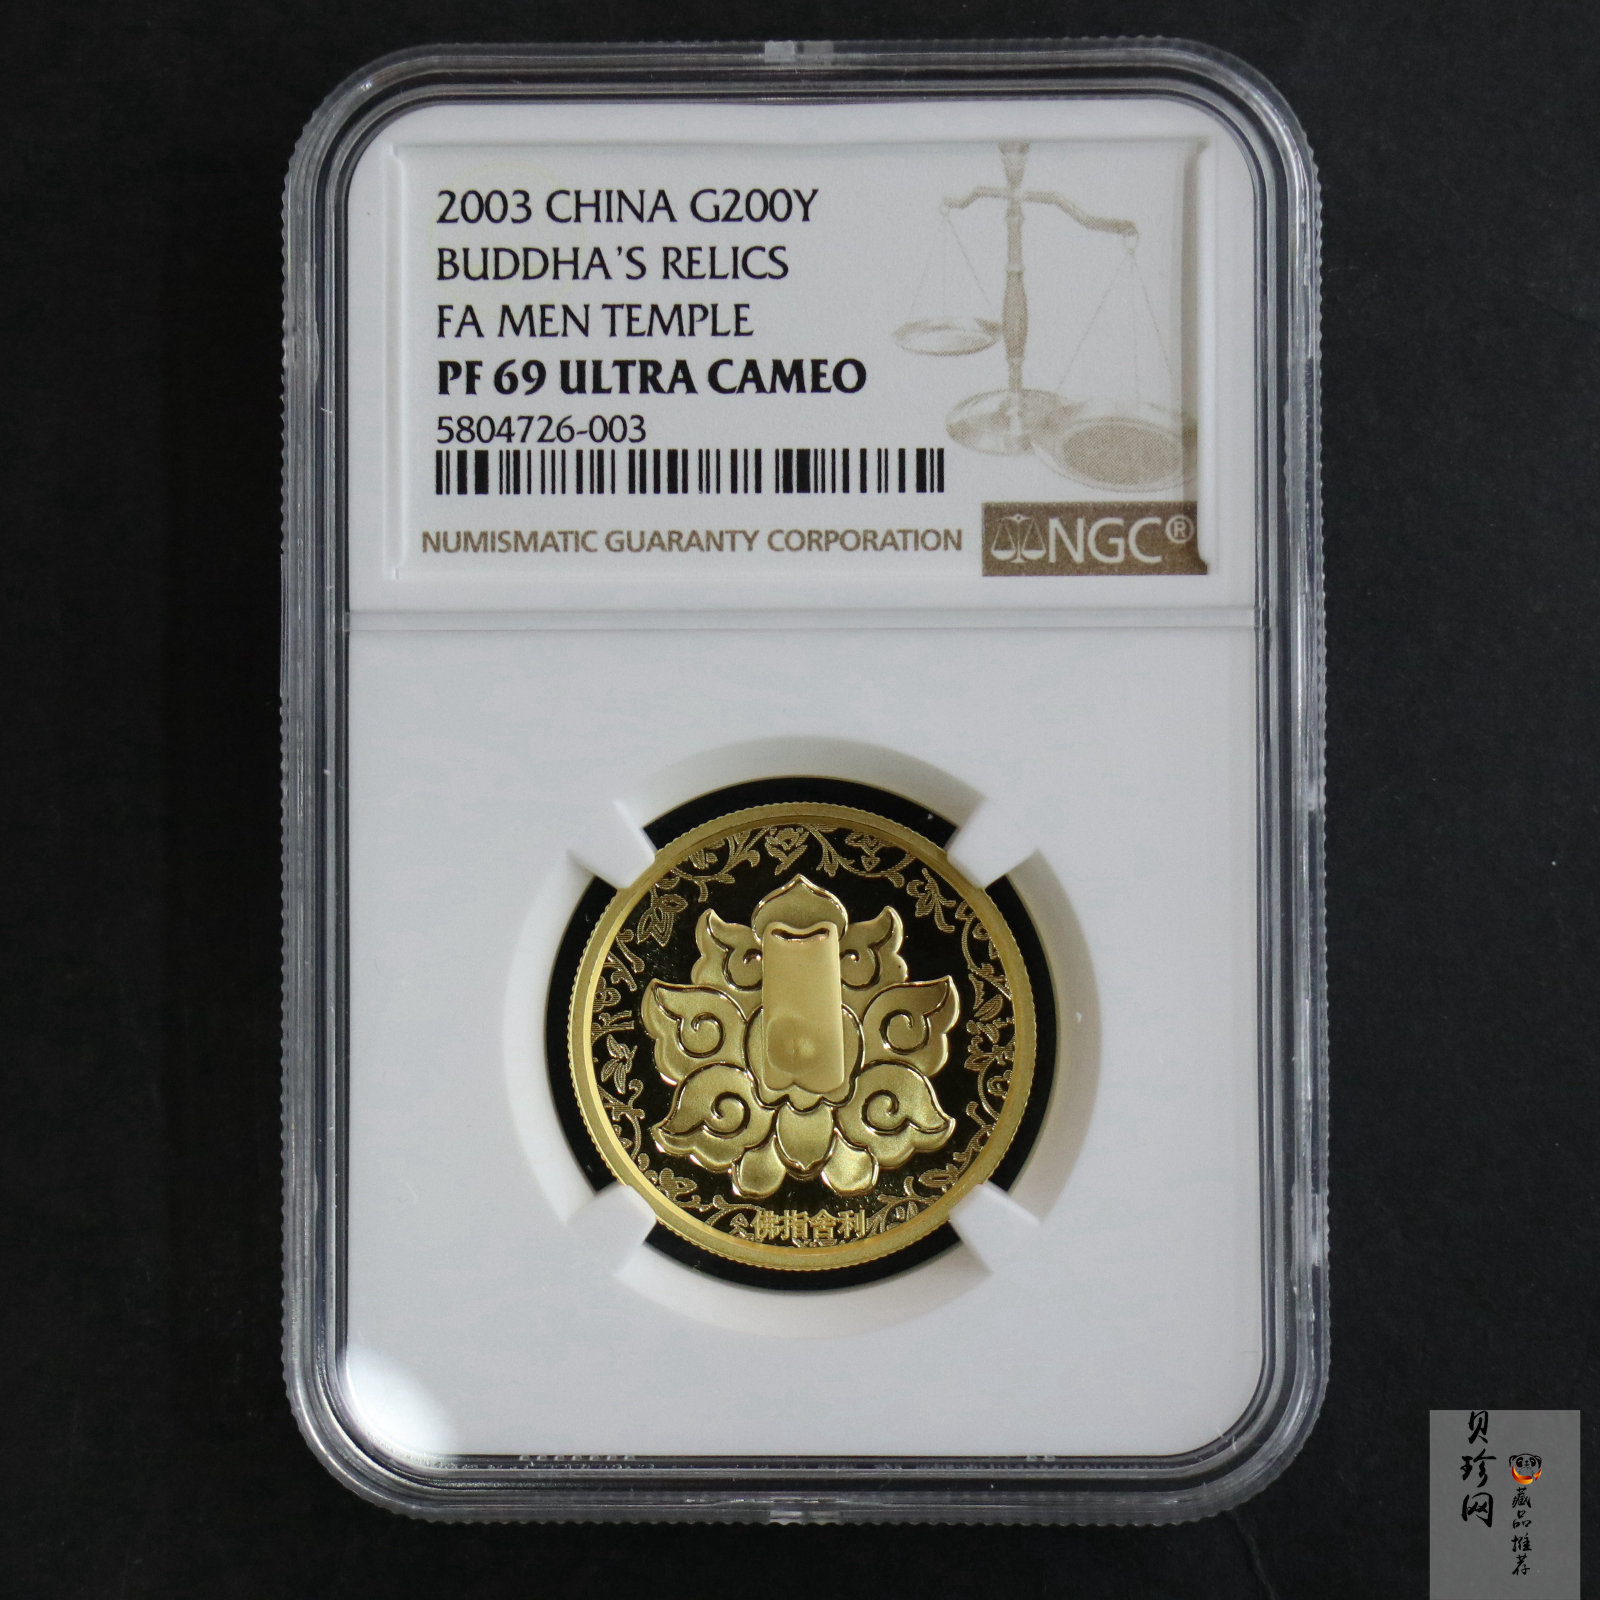 2003 CHINA G200Y
BUDDHA'S RELICS
FA MEN TEMPLE
PF 69 ULTRA CAMEO
5804726-003
NUMISMATIC GUARANTY CORPORATION
NGC®
佛指舍利
贝珍网
藏品推荐